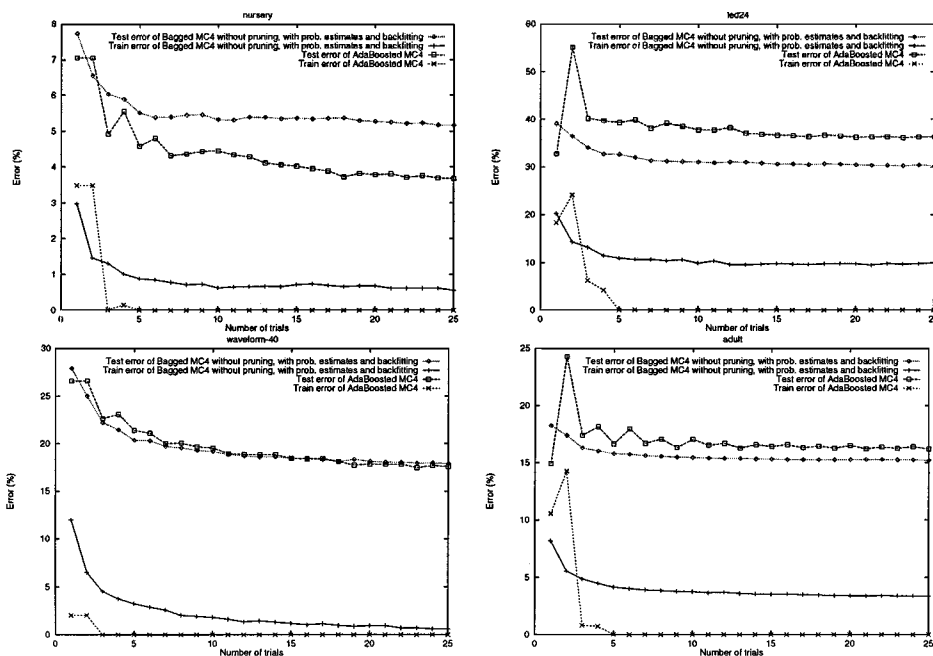 nursery
8
7
6
5
4
3
2
1
0
Error (%)
Test error of Bagged MC4 without pruning, with prob. estimates and backfitting
Train error of Bagged MC4 without pruning, with prob. estimates and backfitting
Test error of AdaBoosted MC4
Train error of AdaBoosted MC4
0 5 10 15 20 25
Number of trials
led24
60
50
40
30
20
10
0
Error (%)
Test error of Bagged MC4 without pruning, with prob. estimates and backfitting
Train error of Bagged MC4 without pruning, with prob. estimates and backfitting
Test error of AdaBoosted MC4
Train error of AdaBoosted MC4
0 5 10 15 20 25
Number of trials
waveform-40
30
25
20
15
10
5
0
Error (%)
Test error of Bagged MC4 without pruning, with prob. estimates and backfitting
Train error of Bagged MC4 without pruning, with prob. estimates and backfitting
Test error of AdaBoosted MC4
Train error of AdaBoosted MC4
0 5 10 15 20 25
Number of trials
adult
25
20
15
10
5
0
Error (%)
Test error of Bagged MC4 without pruning, with prob. estimates and backfitting
Train error of Bagged MC4 without pruning, with prob. estimates and backfitting
Test error of AdaBoosted MC4
Train error of AdaBoosted MC4
0 5 10 15 20 25
Number of trials